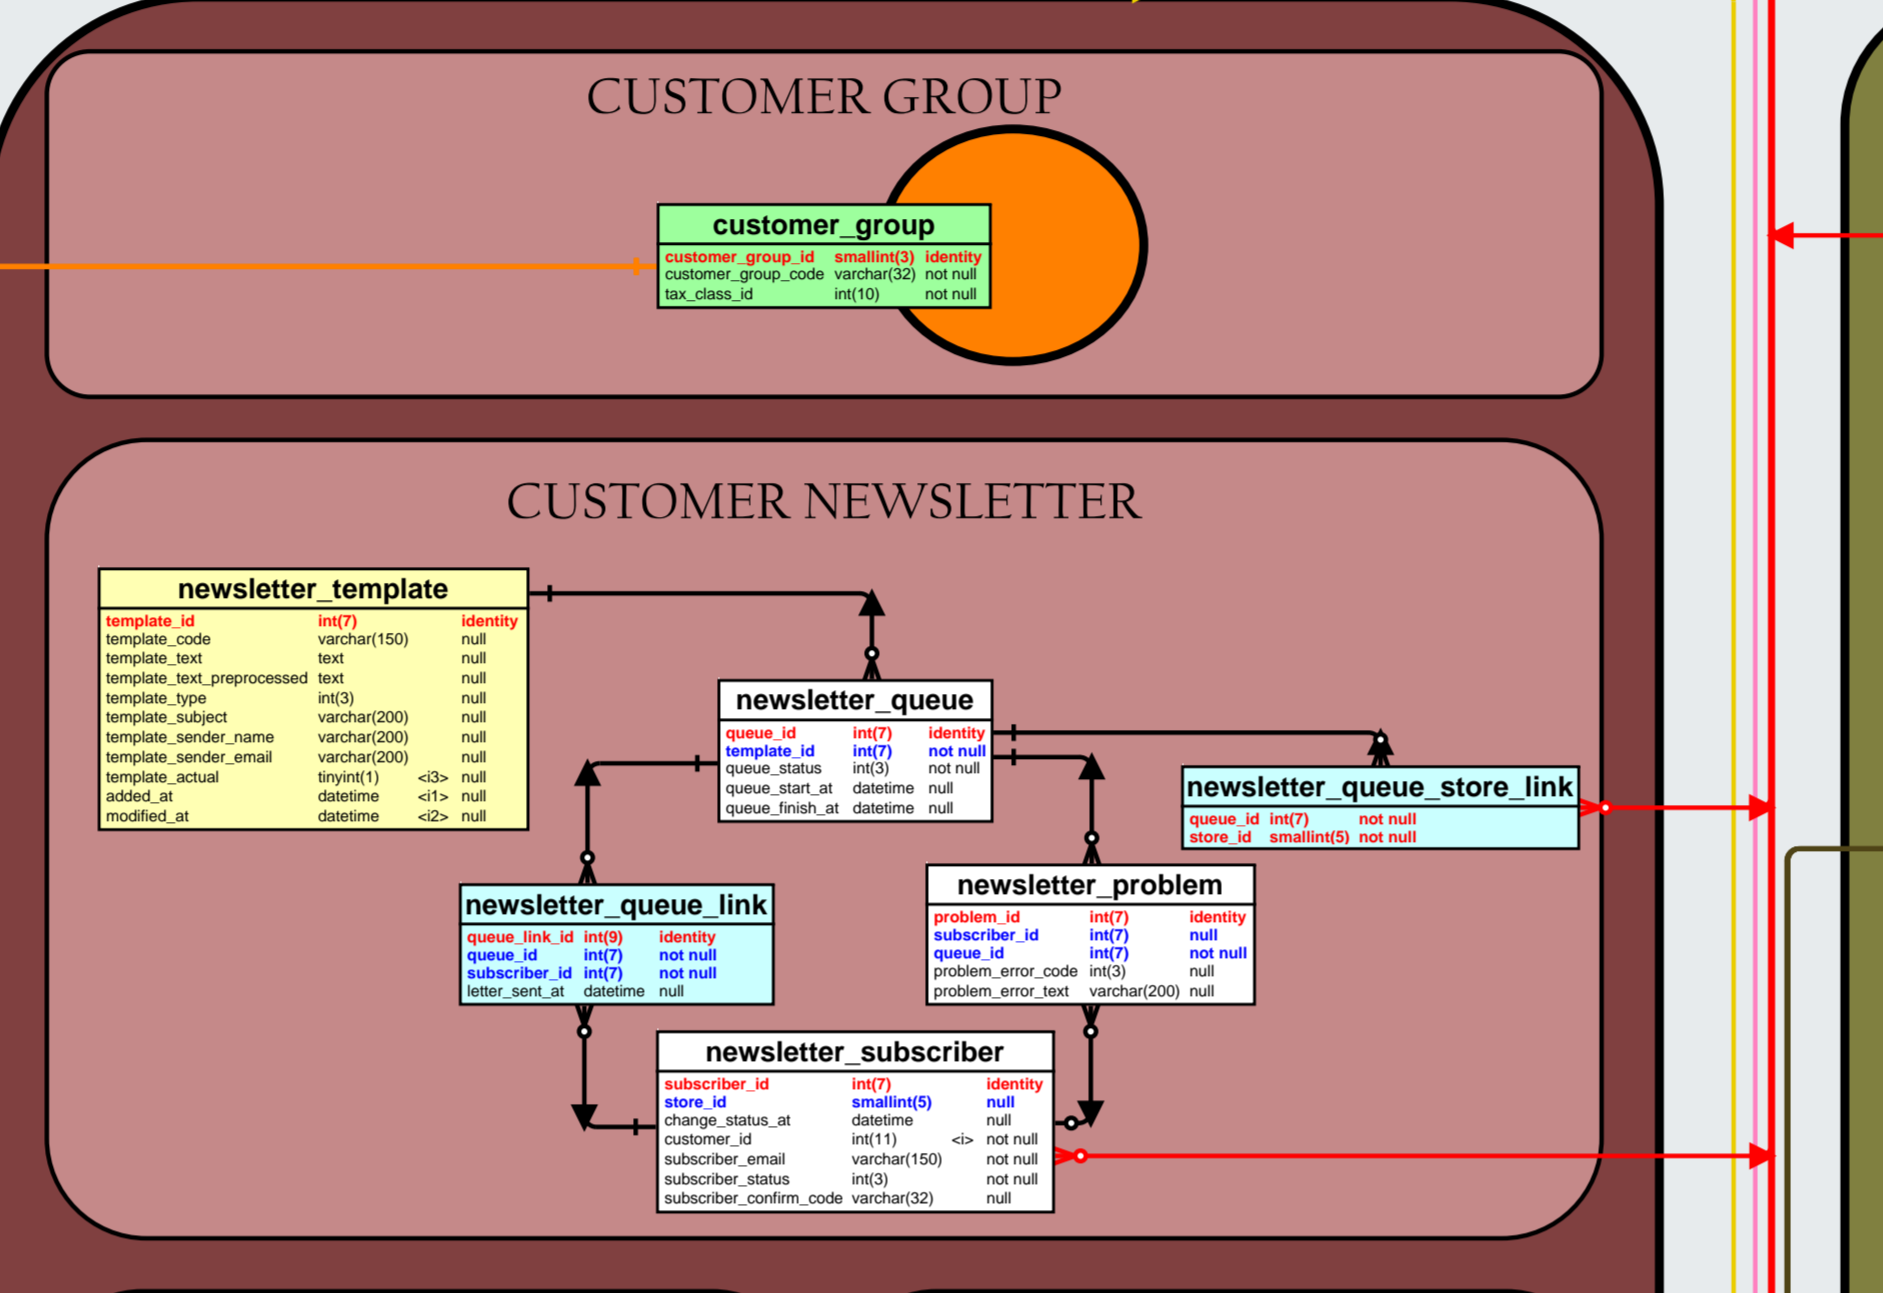 CUSTOMER GROUP
customer_group
customer_group_id smallint(3) identity
customer_group_code varchar(32) not null
tax_class_id int(10) not null
CUSTOMER NEWSLETTER
newsletter_template
template_id int(7) identity
template_code varchar(150) null
template_text text null
template_text_preprocessed text null
template_type int(3) null
template_subject varchar(200) null
template_sender_name varchar(200) null
template_sender_email varchar(200) null
template_actual tinyint(1) <i3> null
added_at datetime <i1> null
modified_at datetime <i2> null
newsletter_queue
queue_id int(7) identity
template_id int(7) not null
queue_status int(3) not null
queue_start_at datetime null
queue_finish_at datetime null
newsletter_queue_store_link
queue_id int(7) not null
store_id smallint(5) not null
newsletter_queue_link
queue_link_id int(9) identity
queue_id int(7) not null
subscriber_id int(7) not null
letter_sent_at datetime null
newsletter_problem
problem_id int(7) identity
subscriber_id int(7) null
queue_id int(7) not null
problem_error_code int(3) null
problem_error_text varchar(200) null
newsletter_subscriber
subscriber_id int(7) identity
store_id smallint(5) null
change_status_at datetime null
customer_id int(11) <i> not null
subscriber_email varchar(150) not null
subscriber_status int(3) not null
subscriber_confirm_code varchar(32) null